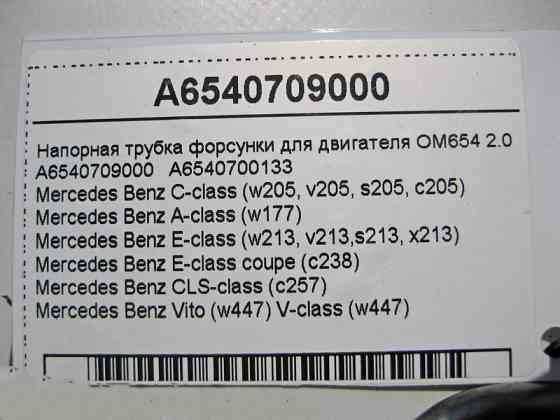 A6540709000
Напорная трубка форсунки для двигателя OM654 2.0
A6540709000 A6540700133
Mercedes Benz C-class (w205, v205, s205, c205)
Mercedes Benz A-class (w177)
Mercedes Benz E-class (w213, v213,s213, x213)
Mercedes Benz E-class coupe (c238)
Mercedes Benz CLS-class (c257)
Mercedes Benz Vito (w447) V-class (w447)